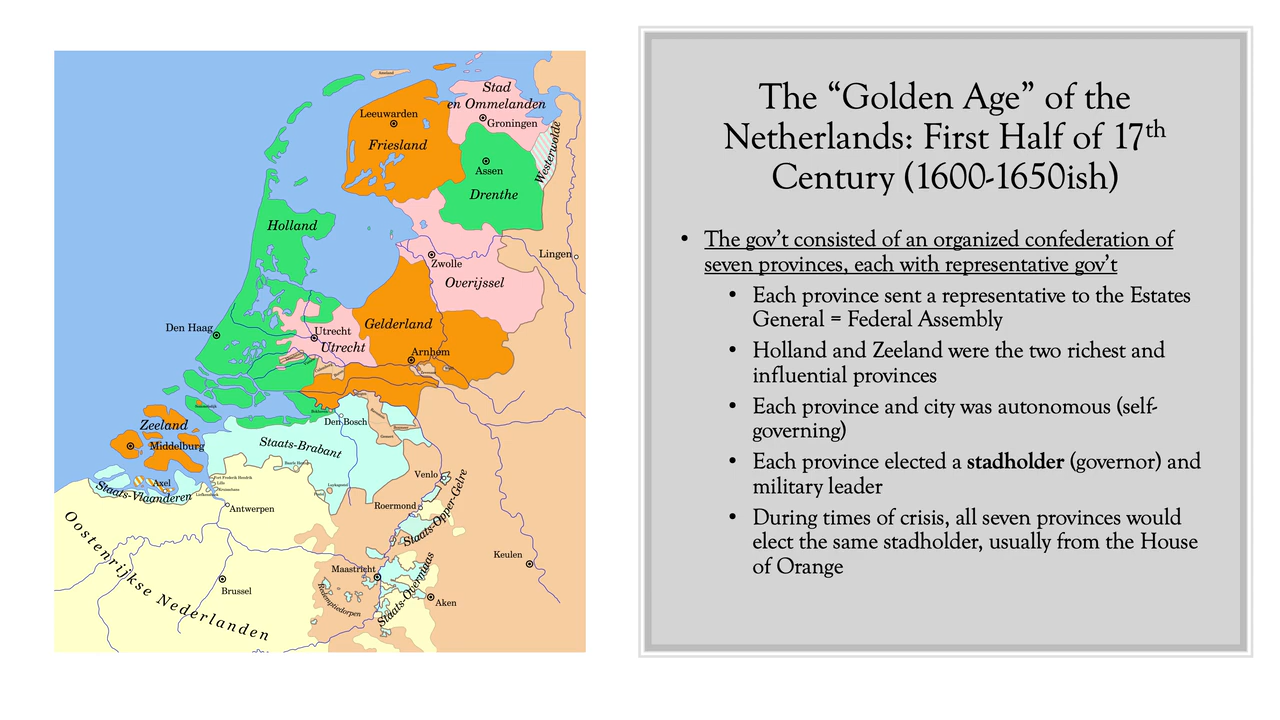 Ameland
Stad
en Ommelanden
Leeuwarden
Groningen
Friesland
Westerwolde
Assen
Drenthe
Holland
Lingen
Zwolle
Overijssel
Den Haag
Utrecht
Utrecht
Gelderland
Arnhem
Zeeland
Middelburg
Den Bosch
Staats-Brabant
Axel
Staats-Vlaanderen
Fort Frederik Hendrik
Lillo
Antwerpen
Venlo
Roermond
Staats-Opper-Gelre
Oostenrijkse Nederlanden
Keulen
Maastricht
Brussel
Redemptiedorpen
Staats-Overmaas
Aken
The “Golden Age” of the
Netherlands: First Half of 17th
Century (1600-1650ish)
• The gov’t consisted of an organized confederation of
seven provinces, each with representative gov’t
• Each province sent a representative to the Estates
General = Federal Assembly
• Holland and Zeeland were the two richest and
influential provinces
• Each province and city was autonomous (self-
governing)
• Each province elected a stadholder (governor) and
military leader
• During times of crisis, all seven provinces would
elect the same stadholder, usually from the House
of Orange